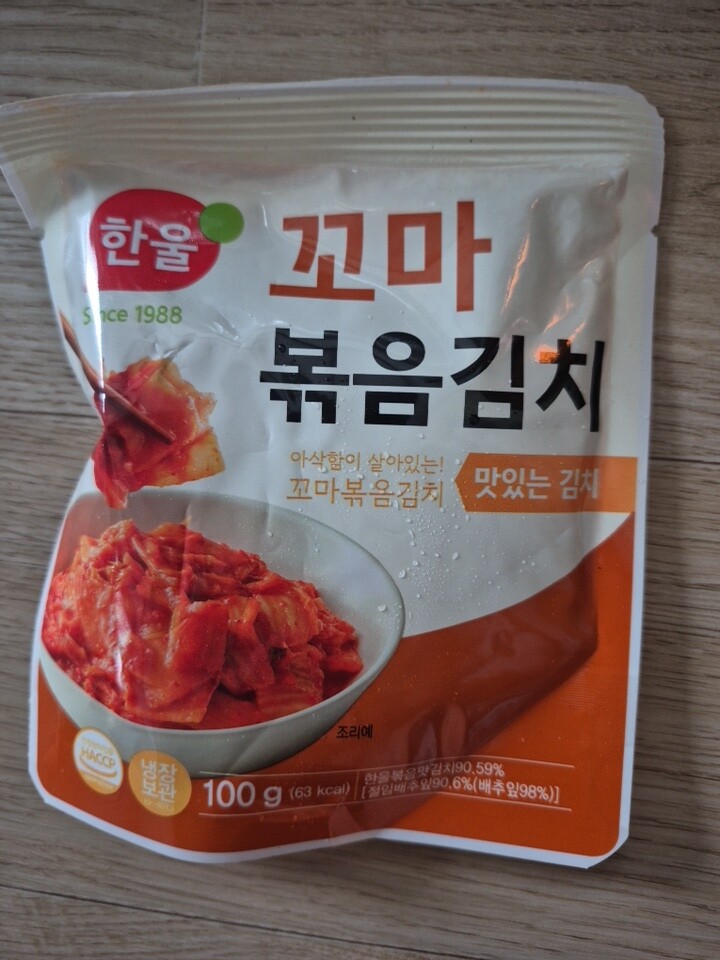 한울
Since 1988
꼬마
볶음김치
아삭함이 살아있는!
꼬마볶음김치
맛있는 김치
조리예
HACCP
냉장
보관
100 g (63 kcal)
한울볶음맛김치90.59%
[절임배추잎90.6%(배추잎98%)]